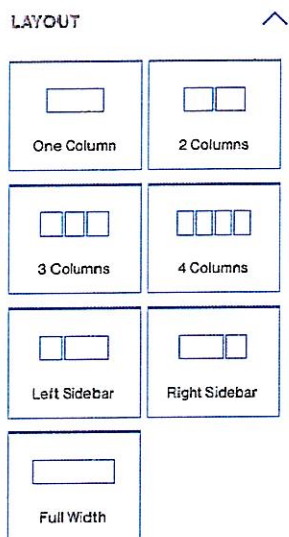 LAYOUT
One Column
2 Columns
3 Columns
4 Columns
Left Sidebar
Right Sidebar
Full Width